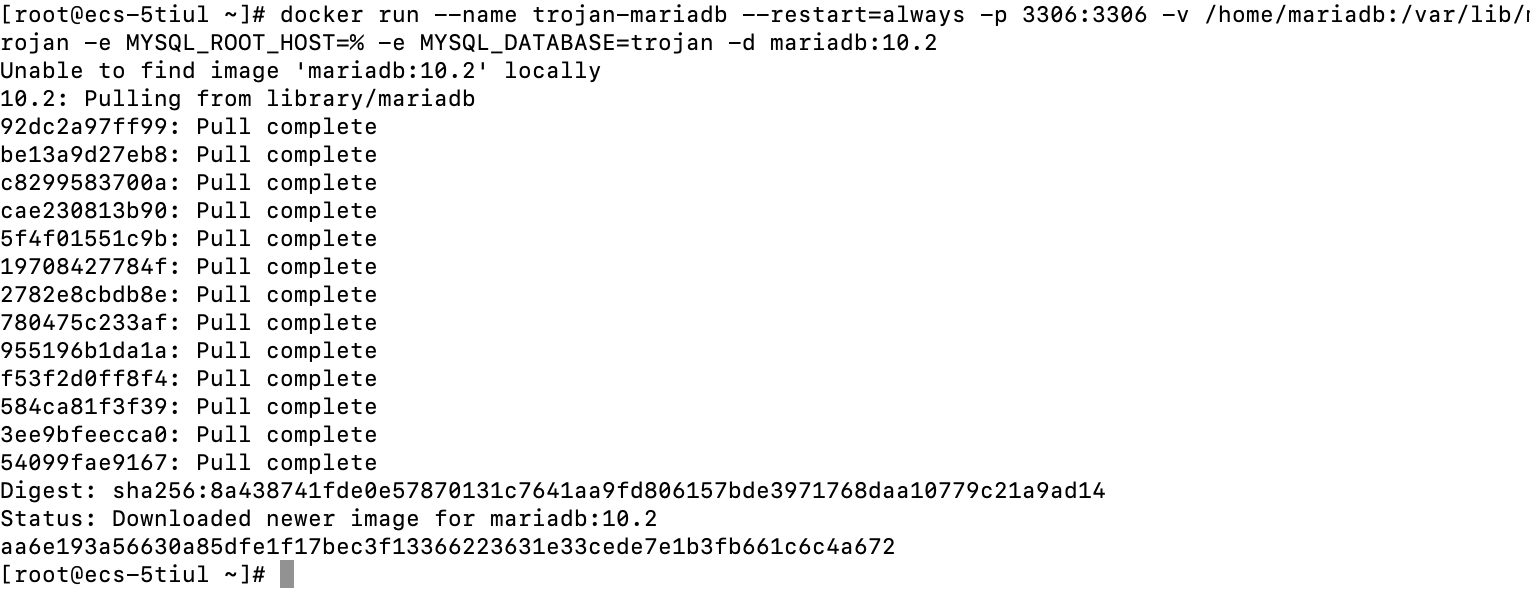 [root@ecs-5tiul ~]# docker run --name trojan-mariadb --restart=always -p 3306:3306 -v /home/mariadb:/var/lib/
rojan -e MYSQL_ROOT_HOST=% -e MYSQL_DATABASE=trojan -d mariadb:10.2
Unable to find image 'mariadb:10.2' locally
10.2: Pulling from library/mariadb
92dc2a97ff99: Pull complete
be13a9d27eb8: Pull complete
c8299583700a: Pull complete
cae230813b90: Pull complete
5f4f01551c9b: Pull complete
19708427784f: Pull complete
2782e8cbdb8e: Pull complete
780475c233af: Pull complete
955196b1da1a: Pull complete
f53f2d0ff8f4: Pull complete
584ca81f3f39: Pull complete
3ee9bfeecca0: Pull complete
54099fae9167: Pull complete
Digest: sha256:8a438741fde0e57870131c7641aa9fd806157bde3971768daa10779c21a9ad14
Status: Downloaded newer image for mariadb:10.2
aa6e193a56630a85dfe1f17bec3f13366223631e33cede7e1b3fb661c6c4a672
[root@ecs-5tiul ~]#